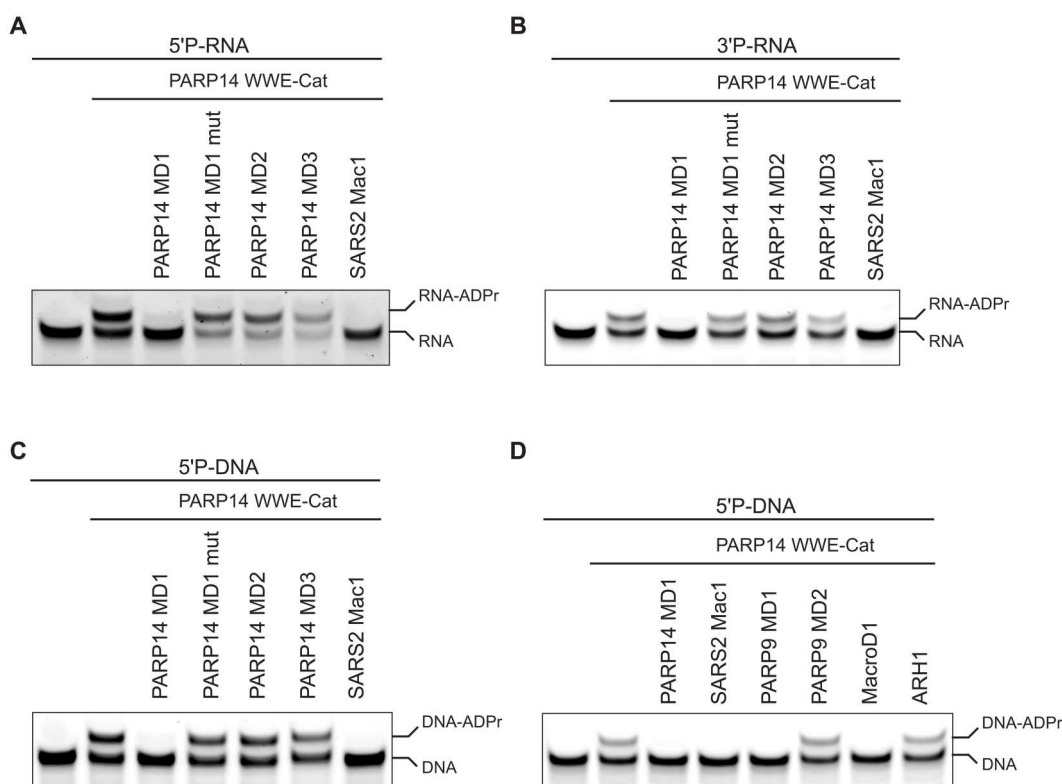 A
5'P-RNA
PARP14 WWE-Cat
PARP14 MD1
PARP14 MD1 mut
PARP14 MD2
PARP14 MD3
SARS2 Mac1
RNA-ADPr
RNA
B
3'P-RNA
PARP14 WWE-Cat
PARP14 MD1
PARP14 MD1 mut
PARP14 MD2
PARP14 MD3
SARS2 Mac1
RNA-ADPr
RNA
C
5'P-DNA
PARP14 WWE-Cat
PARP14 MD1
PARP14 MD1 mut
PARP14 MD2
PARP14 MD3
SARS2 Mac1
DNA-ADPr
DNA
D
5'P-DNA
PARP14 WWE-Cat
PARP14 MD1
SARS2 Mac1
PARP9 MD1
PARP9 MD2
MacroD1
ARH1
DNA-ADPr
DNA